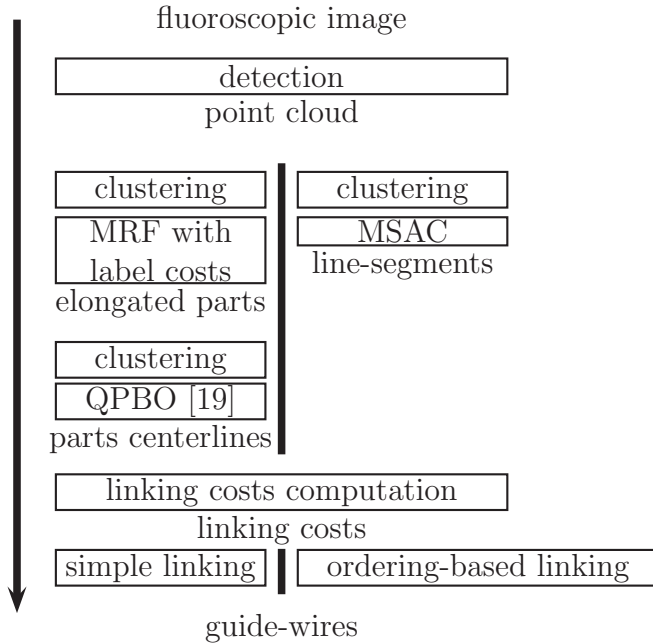 fluoroscopic image
detection
point cloud
clustering
MRF with
label costs
elongated parts
clustering
QPBO [19]
parts centerlines
clustering
MSAC
line-segments
linking costs computation
linking costs
simple linking
ordering-based linking
guide-wires